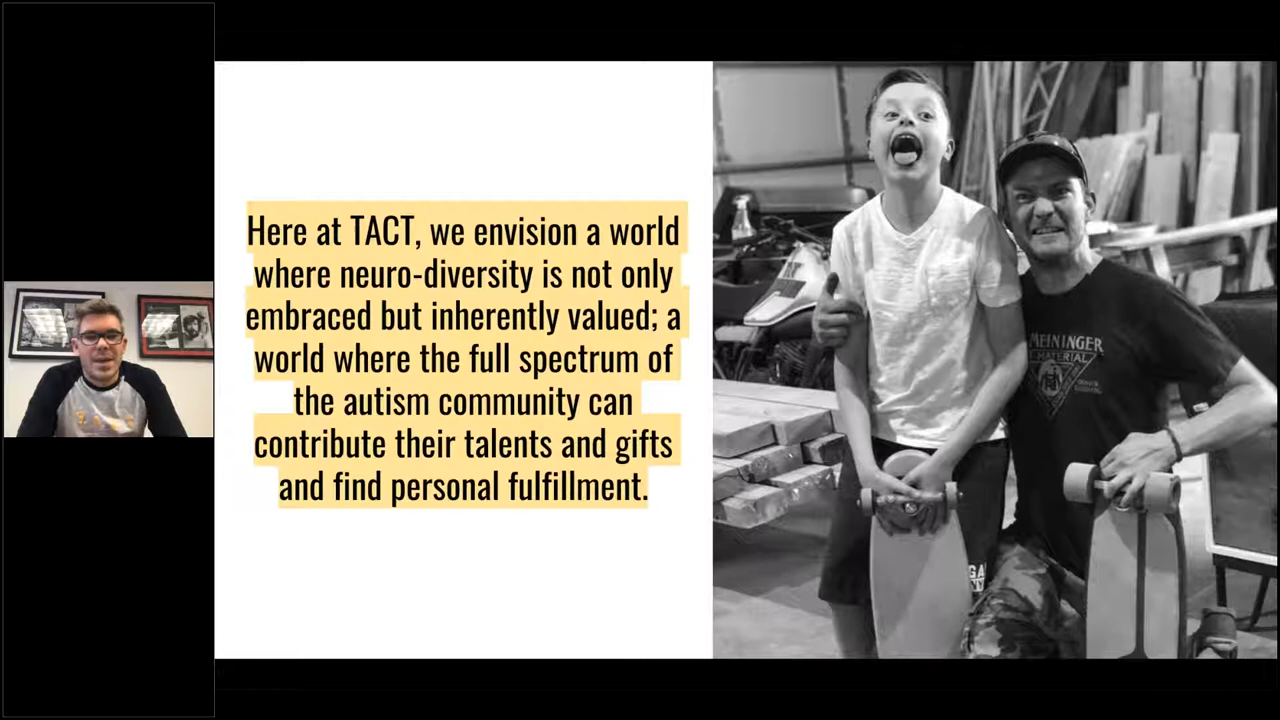 Here at TACT, we envision a world
where neuro-diversity is not only
embraced but inherently valued; a
world where the full spectrum of
the autism community can
contribute their talents and gifts
and find personal fulfillment.
MEININGER
MATERIAL